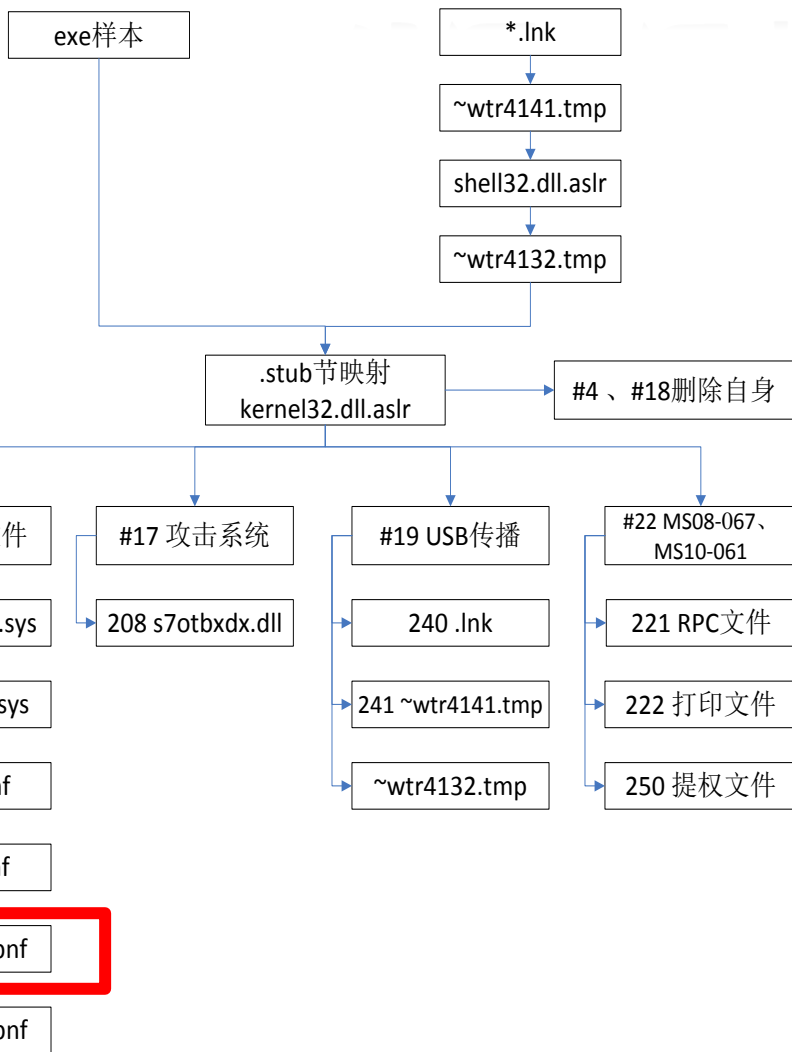 exe样本
*.lnk
~wtr4141.tmp
shell32.dll.aslr
~wtr4132.tmp
.stub节映射
kernel32.dll.aslr
#4 、#18删除自身
件
#17 攻击系统
#19 USB传播
#22 MS08-067、
MS10-061
.sys
208 s7otbxdx.dll
240 .lnk
221 RPC文件
sys
241 ~wtr4141.tmp
222 打印文件
nf
~wtr4132.tmp
250 提权文件
nf
pnf
pnf